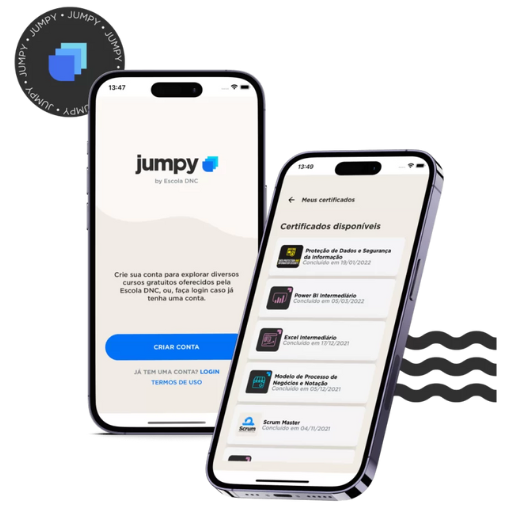 JUMPY • JUMPY • JUMPY • JUMPY • JUMPY •
13:47
jumpy
by Escola DNC
Crie sua conta para explorar diversos
cursos gratuitos oferecidos pela
Escola DNC, ou, faça login caso já
tenha uma conta.
CRIAR CONTA
JÁ TEM UMA CONTA? LOGIN
TERMOS DE USO
13:40
Meus certificados
Certificados disponíveis
Proteção de Dados e Segurança
da Informação
Concluído em 19/01/2022
Power BI Intermediário
Concluído em 05/03/2022
Excel Intermediário
Concluído em 17/12/2021
Modelo de Processo de
Negócios e Notação
Concluído em 05/12/2021
Scrum
Scrum Master
Concluído em 04/11/2021